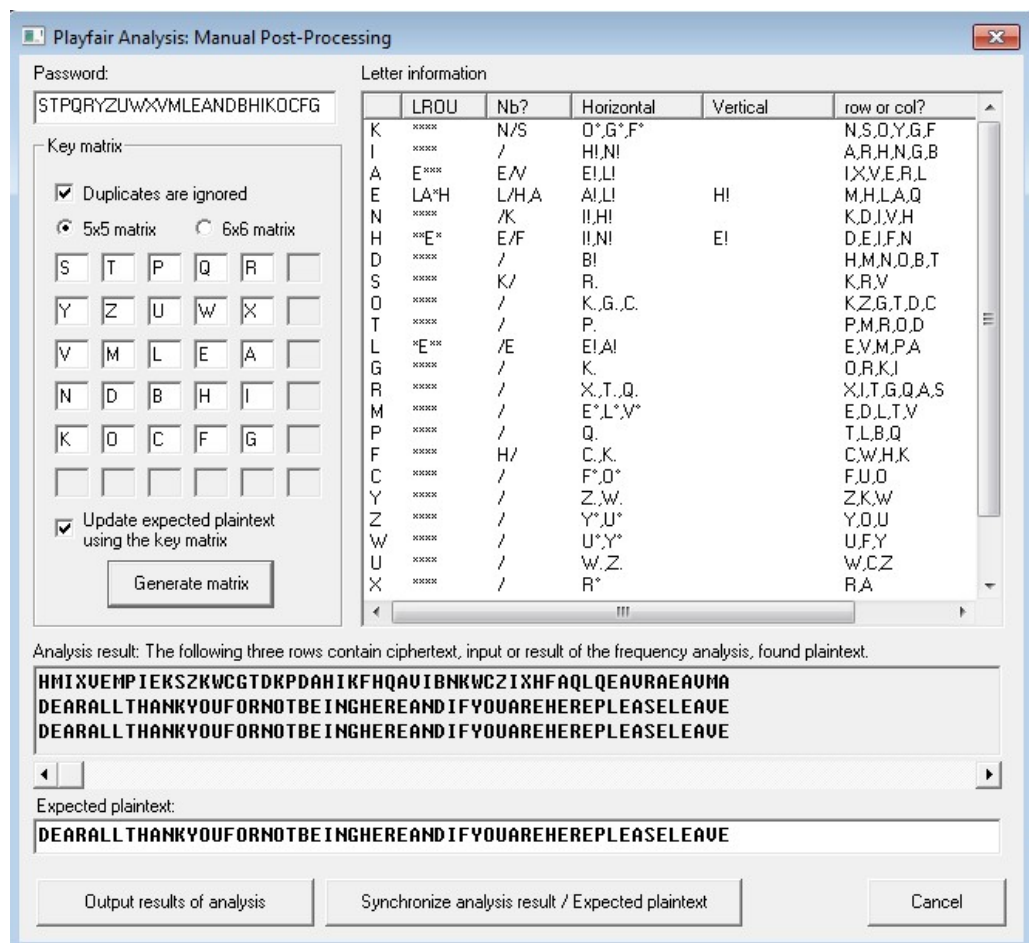 Playfair Analysis: Manual Post-Processing
Password:
STPQRYZUWXVMLEANDBHIKOCFG
Key matrix
Duplicates are ignored
5x5 matrix 6x6 matrix
S T P Q R
Y Z U W X
V M L E A
N D B H I
K O C F G
Update expected plaintext
using the key matrix
Generate matrix
Letter information
LROU Nb? Horizontal Vertical row or col?
K **** N/S O*,G*,F* N,S,O,Y,G,F
I **** / H!,N! A,R,H,N,G,B
A E*** E/V E!,L! I,X,V,E,R,L
E LA*H L/H,A A!,L! H! M,H,L,A,Q
N **** /K I!,H! K,D,I,V,H
H **E* E/F I!,N! E! D,E,I,F,N
D **** / B! H,M,N,O,B,T
S **** K/ R. K,R,V
O **** / K.,G.,C. K,Z,G,T,D,C
T **** / P. P,M,R,O,D
L *E** /E E!,A! E,V,M,P,A
G **** / K. O,R,K,I
R **** / X.,T.,Q. X,I,T,G,Q,A,S
M **** / E*,L*,V* E,D,L,T,V
P **** / Q. T,L,B,Q
F **** H/ C.,K. C,W,H,K
C **** / F*,O* F,U,O
Y **** / Z.,W. Z,K,W
Z **** / Y*,U* Y,O,U
W **** / U*,Y* U,F,Y
U **** / W.,Z. W,C,Z
X **** / R* R,A
Analysis result: The following three rows contain ciphertext, input or result of the frequency analysis, found plaintext.
HMIXVEMPIEKSZKWCGTDKPDAHIKFHQAVIBNKWCZIXHFAQLQEAVRAEAVMA
DEARALLTHANKYOUFORNOTBEINGHEREANDIFYOUAREHEREPLEASELEAVE
DEARALLTHANKYOUFORNOTBEINGHEREANDIFYOUAREHEREPLEASELEAVE
Expected plaintext:
DEARALLTHANKYOUFORNOTBEINGHEREANDIFYOUAREHEREPLEASELEAVE
Output results of analysis
Synchronize analysis result / Expected plaintext
Cancel